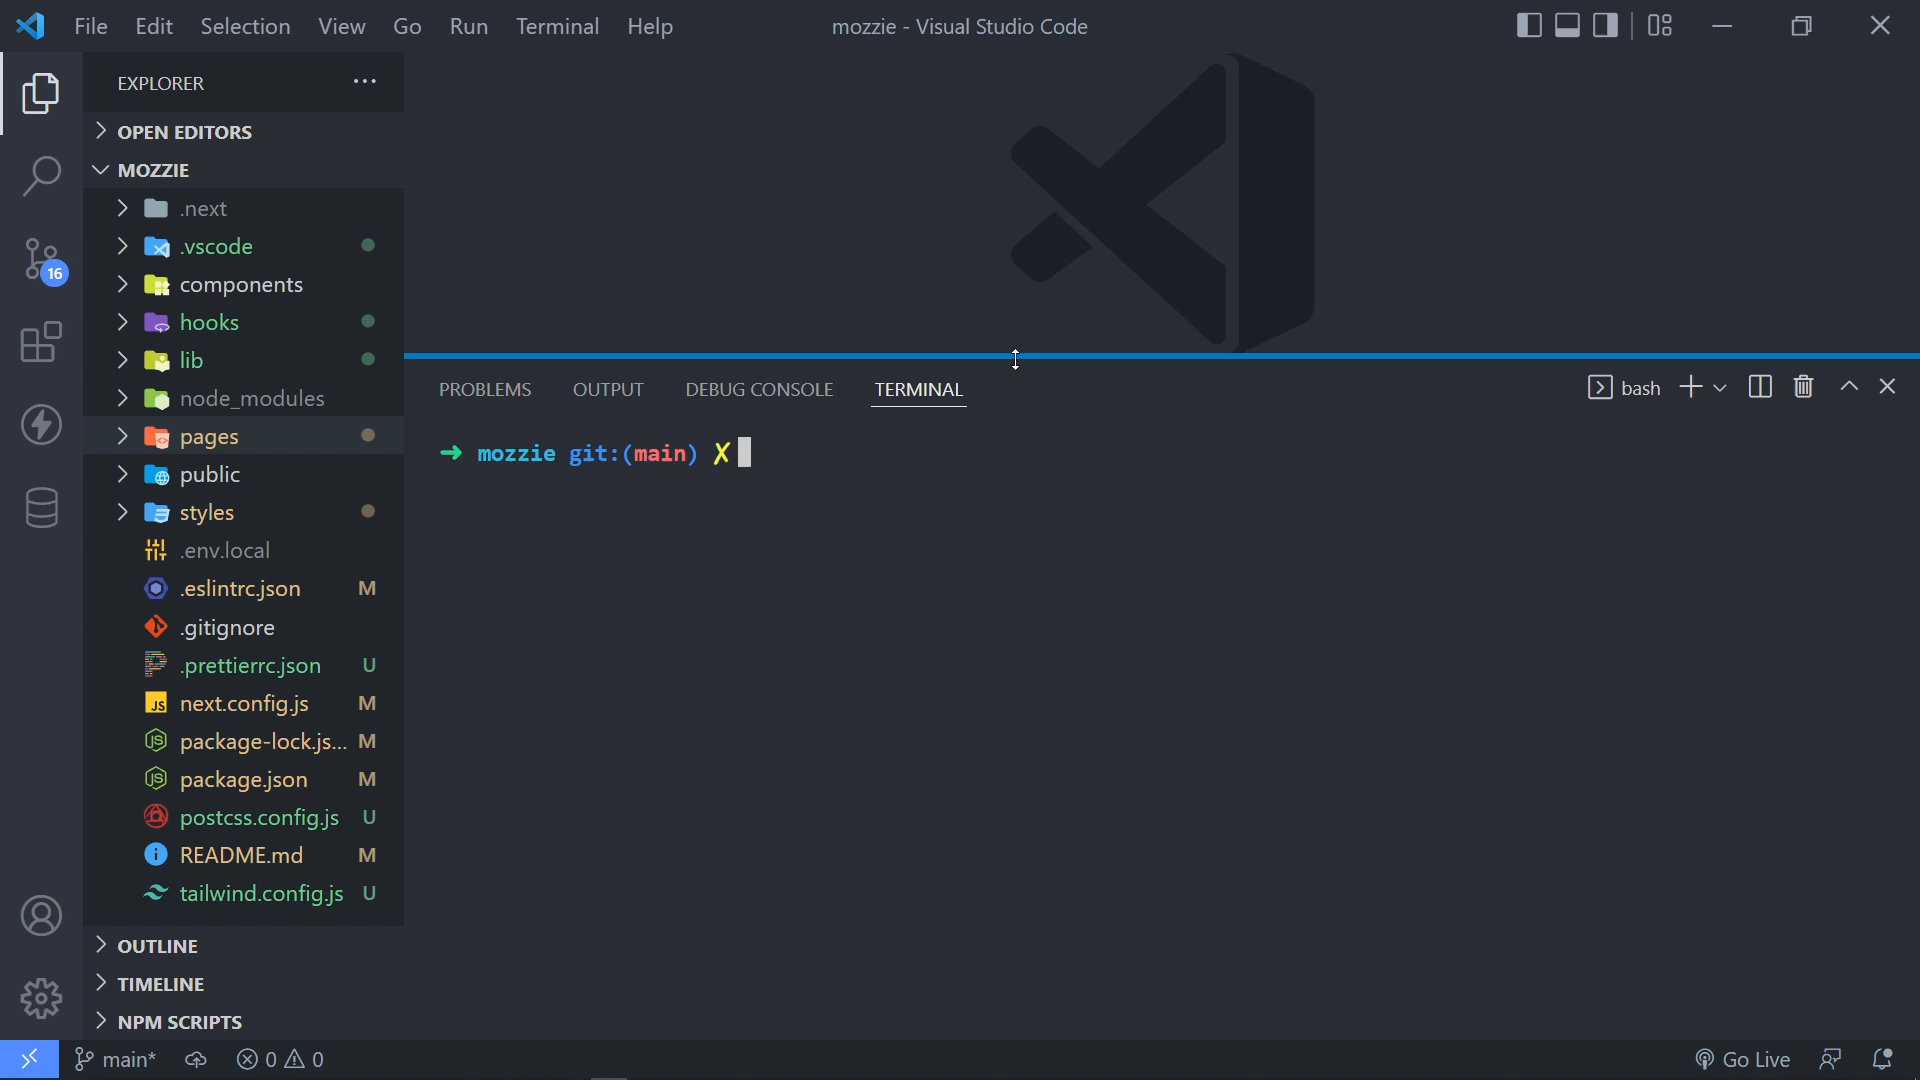 File Edit Selection View Go Run Terminal Help
mozzie - Visual Studio Code
EXPLORER
OPEN EDITORS
MOZZIE
.next
.vscode
components
hooks
lib
node_modules
pages
public
styles
.env.local
.eslintrc.json M
.gitignore
.prettierrc.json U
next.config.js M
package-lock.js... M
package.json M
postcss.config.js U
README.md M
tailwind.config.js U
OUTLINE
TIMELINE
NPM SCRIPTS
16
PROBLEMS OUTPUT DEBUG CONSOLE TERMINAL
bash
➜ mozzie git:(main) ✗
main* 0 0
Go Live